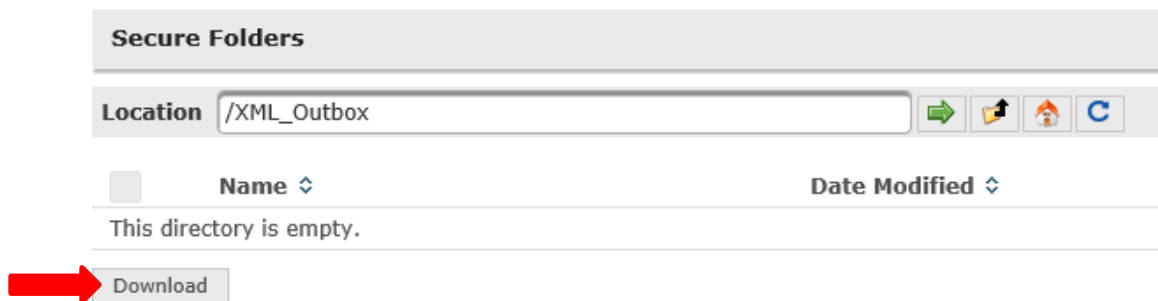 Secure Folders
Location /XML_Outbox
Name Date Modified
This directory is empty.
Download